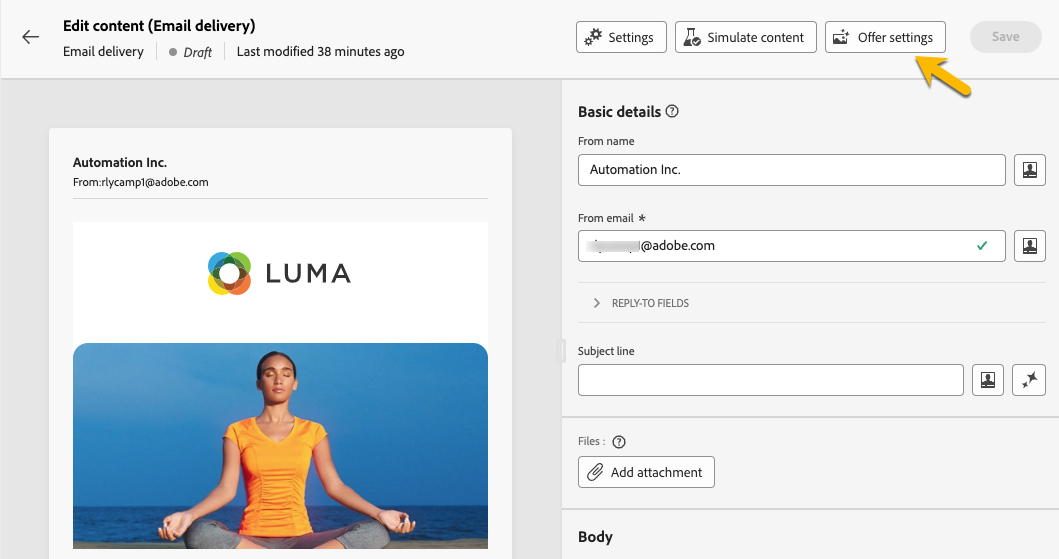 Edit content (Email delivery)
Email delivery Draft Last modified 38 minutes ago
Settings
Simulate content
Offer settings
Save
Automation Inc.
From:rlycamp1@adobe.com
LUMA
Basic details
From name
Automation Inc.
From email *
@adobe.com
REPLY-TO FIELDS
Subject line
Files :
Add attachment
Body